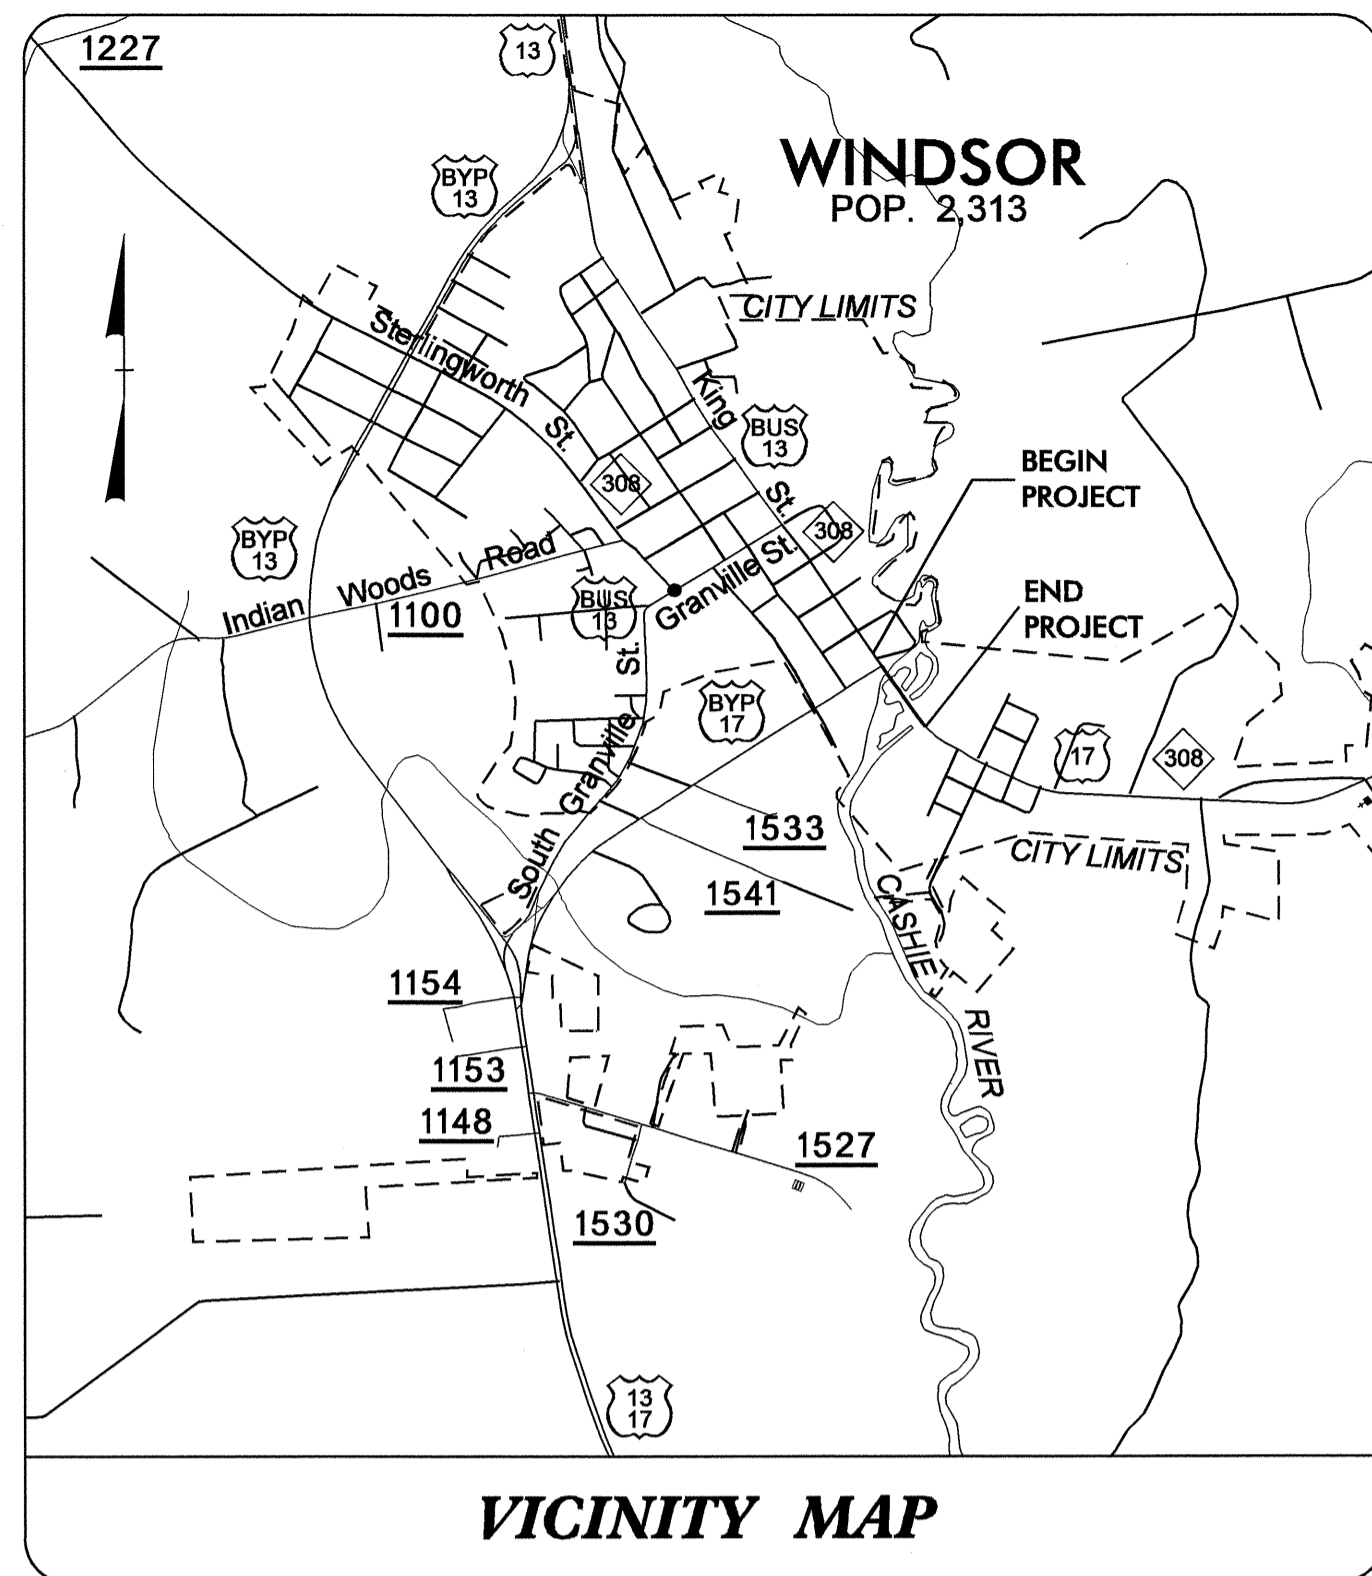 1227
13
BYP
13
WINDSOR
POP. 2,313
CITY LIMITS
Sterlingworth St.
King St.
BUS
13
BEGIN
PROJECT
308
308
BYP
13
Indian Woods Road
1100
BUS
13
Granville St.
END
PROJECT
South Granville St.
BYP
17
17
308
1533
CITY LIMITS
1541
CASHIE RIVER
1154
1153
1148
1527
1530
13
17
VICINITY MAP